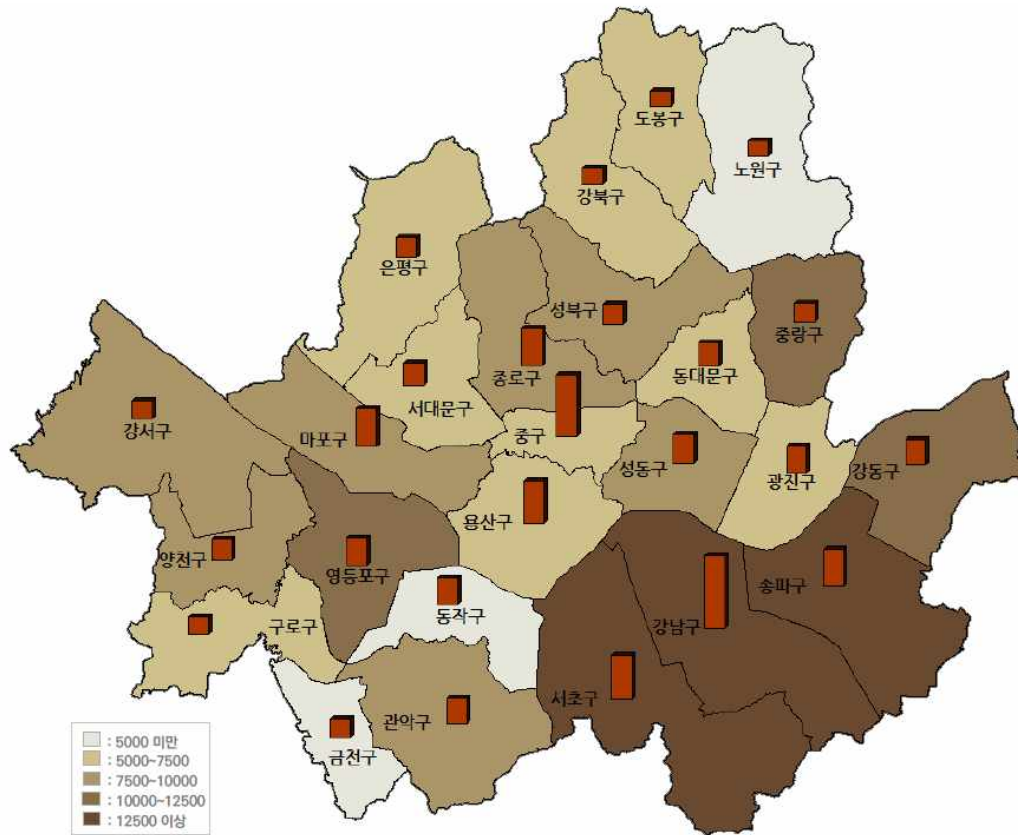 도봉구
노원구
강북구
은평구
성북구
중랑구
종로구
동대문구
서대문구
강서구
마포구
중구
성동구
광진구
강동구
용산구
양천구
영등포구
송파구
동작구
구로구
강남구
서초구
관악구
금천구
: 5000 미만
: 5000~7500
: 7500~10000
: 10000~12500
: 12500 이상